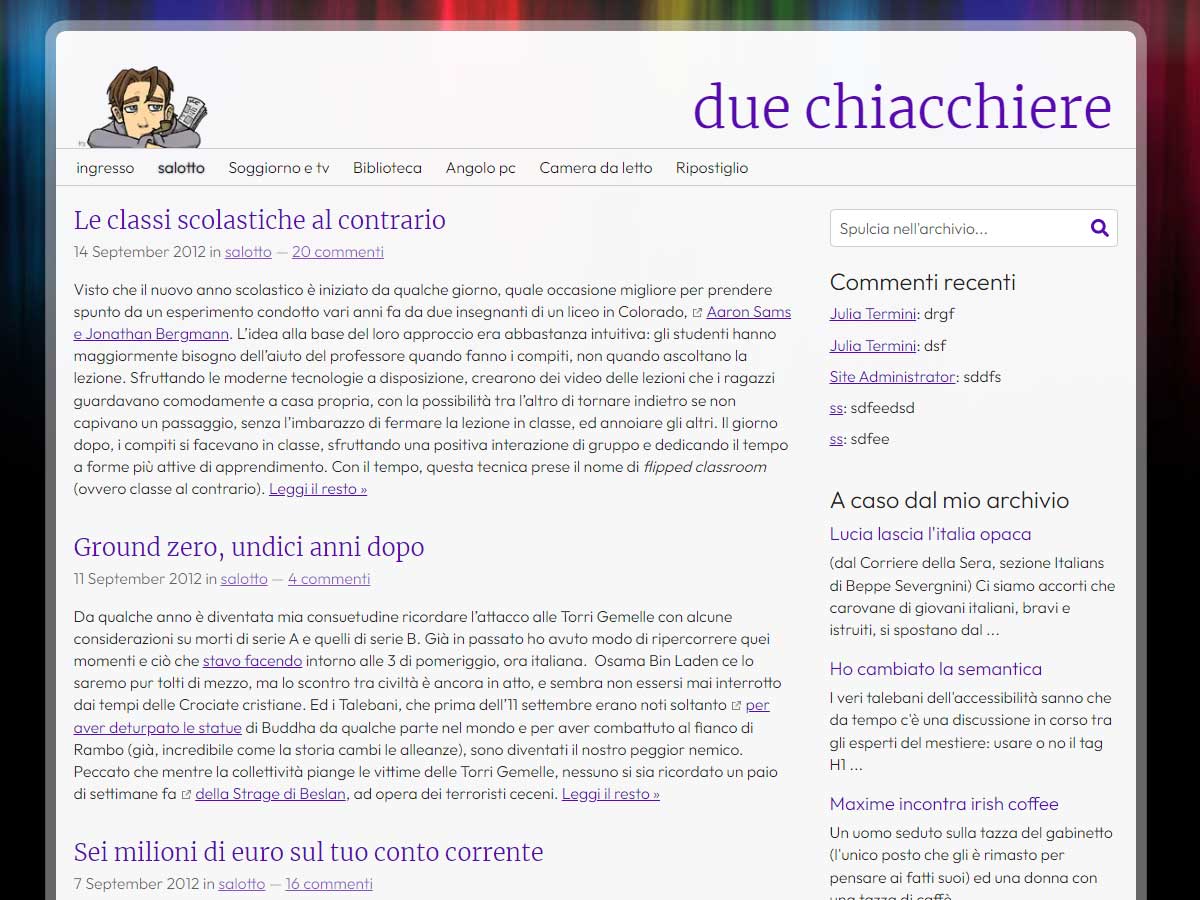 due chiacchiere
ingresso salotto Soggiorno e tv Biblioteca Angolo pc Camera da letto Ripostiglio
Le classi scolastiche al contrario
14 September 2012 in salotto — 20 commenti
Visto che il nuovo anno scolastico è iniziato da qualche giorno, quale occasione migliore per prendere
spunto da un esperimento condotto vari anni fa da due insegnanti di un liceo in Colorado, Aaron Sams
e Jonathan Bergmann. L’idea alla base del loro approccio era abbastanza intuitiva: gli studenti hanno
maggiormente bisogno dell’aiuto del professore quando fanno i compiti, non quando ascoltano la
lezione. Sfruttando le moderne tecnologie a disposizione, crearono dei video delle lezioni che i ragazzi
guardavano comodamente a casa propria, con la possibilità tra l’altro di tornare indietro se non
capivano un passaggio, senza l’imbarazzo di fermare la lezione in classe, ed annoiare gli altri. Il giorno
dopo, i compiti si facevano in classe, sfruttando una positiva interazione di gruppo e dedicando il tempo
a forme più attive di apprendimento. Con il tempo, questa tecnica prese il nome di flipped classroom
(ovvero classe al contrario). Leggi il resto »
Ground zero, undici anni dopo
11 September 2012 in salotto — 4 commenti
Da qualche anno è diventata mia consuetudine ricordare l’attacco alle Torri Gemelle con alcune
considerazioni su morti di serie A e quelli di serie B. Già in passato ho avuto modo di ripercorrere quei
momenti e ciò che stavo facendo intorno alle 3 di pomeriggio, ora italiana. Osama Bin Laden ce lo
saremo pur tolti di mezzo, ma lo scontro tra civiltà è ancora in atto, e sembra non essersi mai interrotto
dai tempi delle Crociate cristiane. Ed i Talebani, che prima dell’11 settembre erano noti soltanto per
aver deturpato le statue di Buddha da qualche parte nel mondo e per aver combattuto al fianco di
Rambo (già, incredibile come la storia cambi le alleanze), sono diventati il nostro peggior nemico.
Peccato che mentre la collettività piange le vittime delle Torri Gemelle, nessuno si sia ricordato un paio
di settimane fa della Strage di Beslan, ad opera dei terroristi ceceni. Leggi il resto »
Sei milioni di euro sul tuo conto corrente
7 September 2012 in salotto — 16 commenti
Spulcia nell'archivio...
Commenti recenti
Julia Termini: drgf
Julia Termini: dsf
Site Administrator: sddfs
ss: sdfeedsd
ss: sdfee
A caso dal mio archivio
Lucia lascia l'italia opaca
(dal Corriere della Sera, sezione Italians
di Beppe Severgnini) Ci siamo accorti che
carovane di giovani italiani, bravi e
istruiti, si spostano dal ...
Ho cambiato la semantica
I veri talebani dell'accessibilità sanno che
da tempo c'è una discussione in corso tra
gli esperti del mestiere: usare o no il tag
H1 ...
Maxime incontra irish coffee
Un uomo seduto sulla tazza del gabinetto
(l'unico posto che gli è rimasto per
pensare ai fatti suoi) ed una donna con
una tazza di caffè